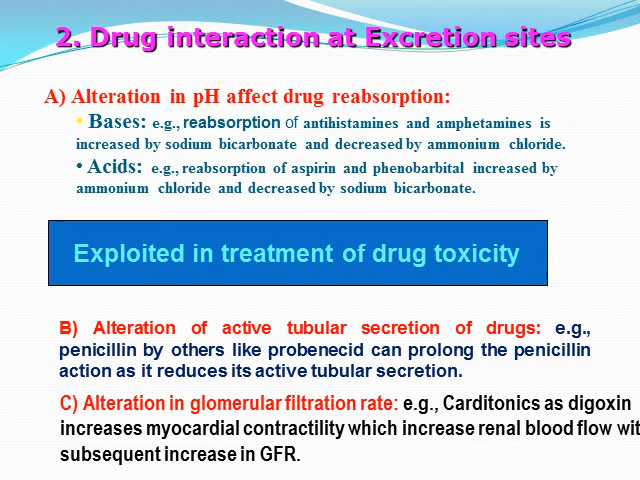 2. Drug interaction at Excretion sites
A) Alteration in pH affect drug reabsorption:
• Bases: e.g., reabsorption of antihistamines and amphetamines is
increased by sodium bicarbonate and decreased by ammonium chloride.
• Acids: e.g., reabsorption of aspirin and phenobarbital increased by
ammonium chloride and decreased by sodium bicarbonate.
Exploited in treatment of drug toxicity
B) Alteration of active tubular secretion of drugs: e.g.,
penicillin by others like probenecid can prolong the penicillin
action as it reduces its active tubular secretion.
C) Alteration in glomerular filtration rate: e.g., Carditonics as digoxin
increases myocardial contractility which increase renal blood flow wit
subsequent increase in GFR.